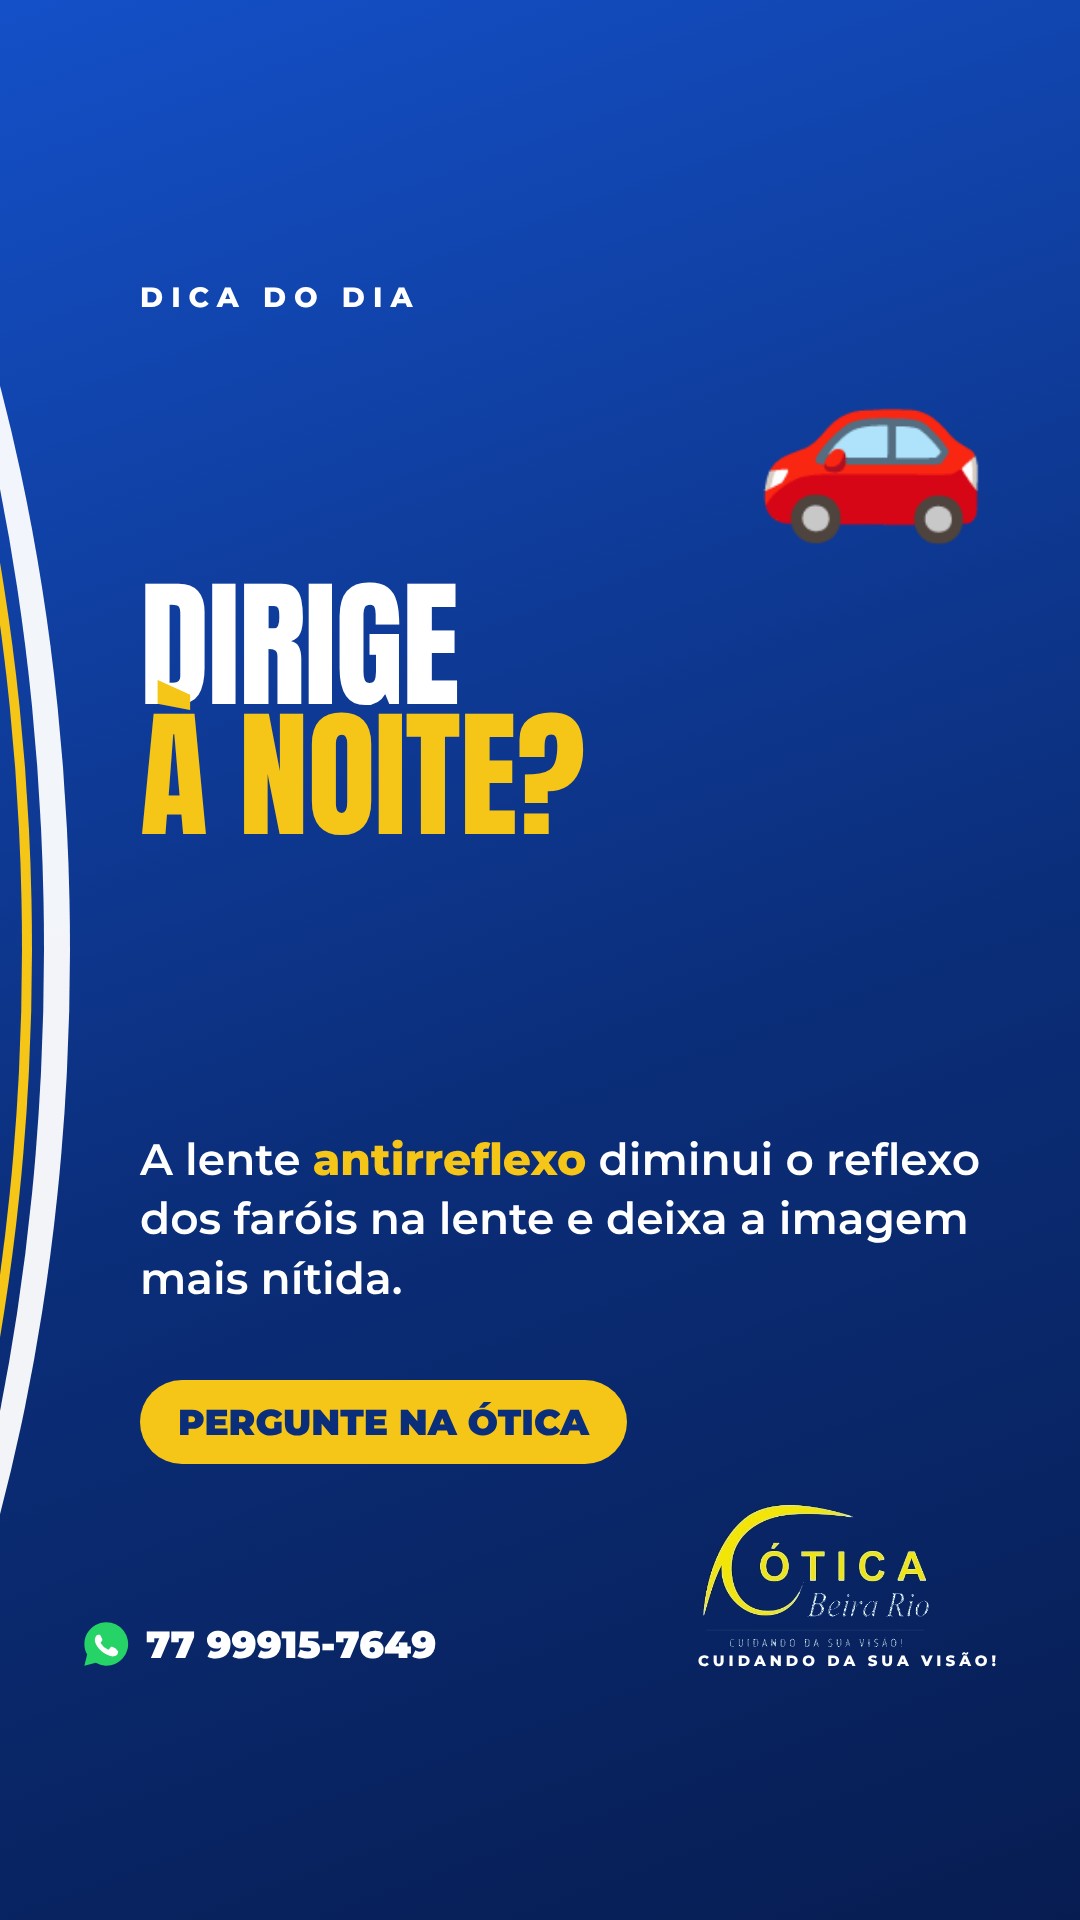 DICA DO DIA
DIRIGE
À NOITE?
A lente antirreflexo diminui o reflexo
dos faróis na lente e deixa a imagem
mais nítida.
PERGUNTE NA ÓTICA
ÓTICA
Beira Rio
CUIDANDO DA SUA VISÃO!
CUIDANDO DA SUA VISÃO!
77 99915-7649